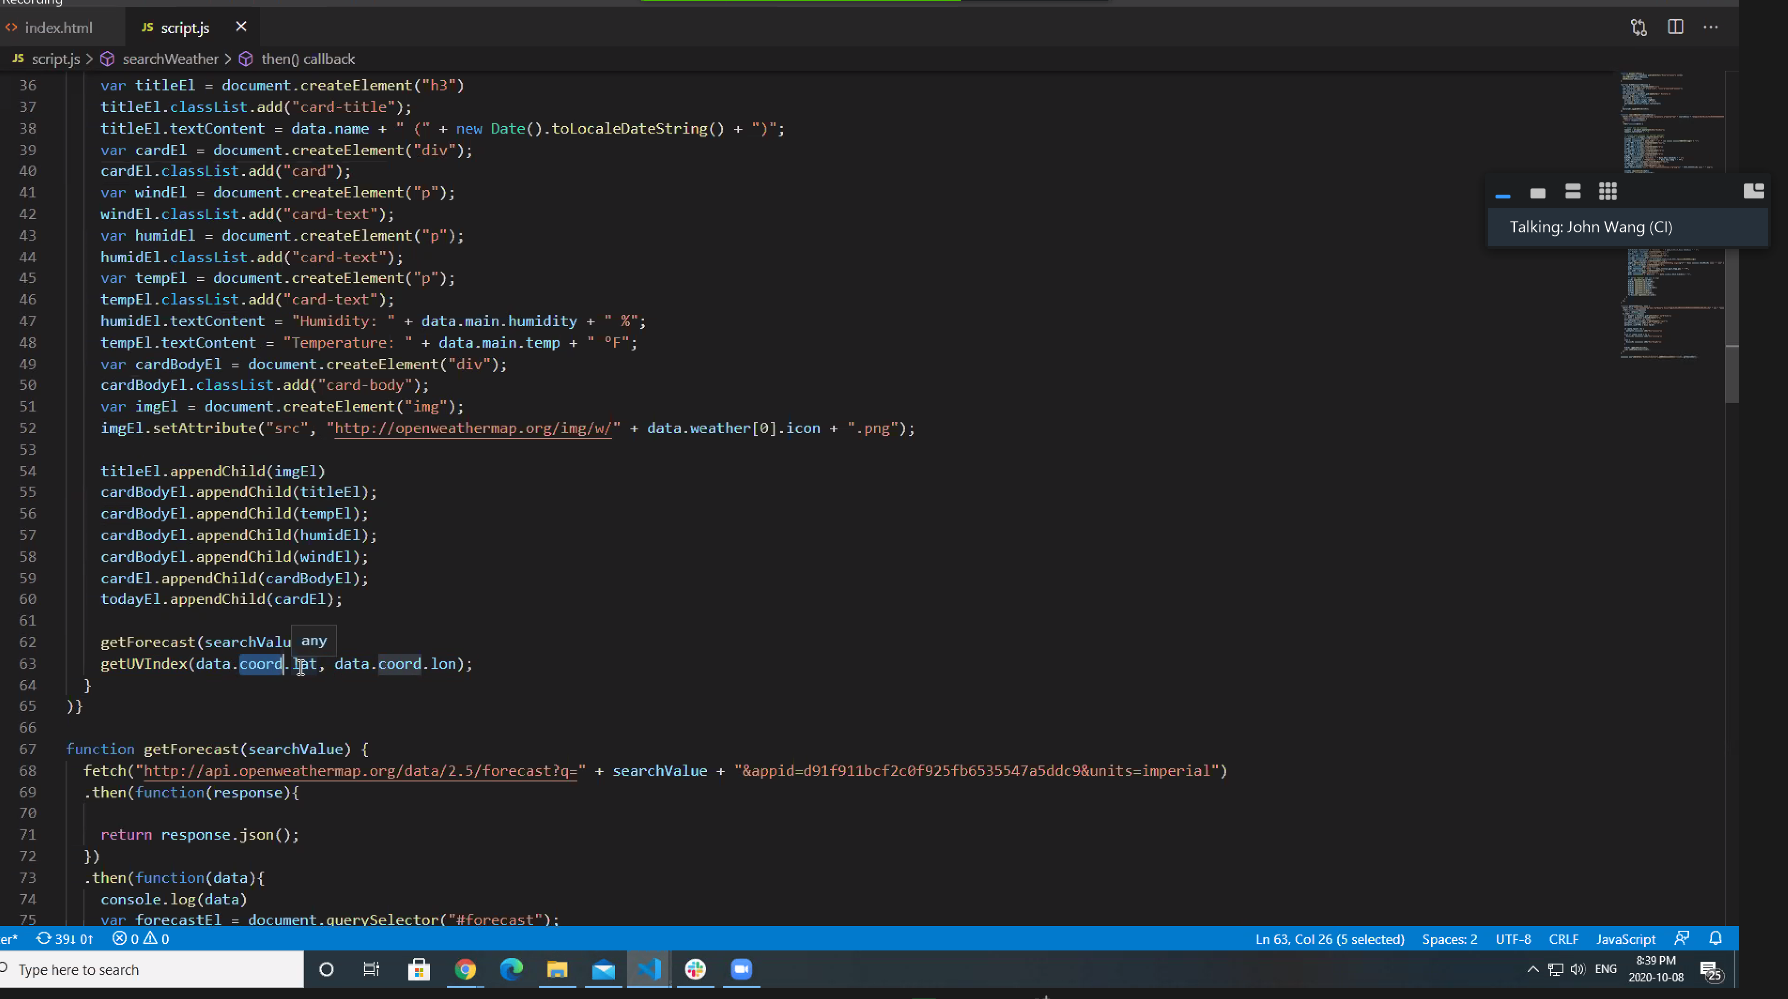 Recording
index.html
JS script.js
JS script.js > searchWeather > then() callback
36 var titleEl = document.createElement("h3")
37 titleEl.classList.add("card-title");
38 titleEl.textContent = data.name + " (" + new Date().toLocaleDateString() + ")";
39 var cardEl = document.createElement("div");
40 cardEl.classList.add("card");
41 var windEl = document.createElement("p");
42 windEl.classList.add("card-text");
43 var humidEl = document.createElement("p");
44 humidEl.classList.add("card-text");
45 var tempEl = document.createElement("p");
46 tempEl.classList.add("card-text");
47 humidEl.textContent = "Humidity: " + data.main.humidity + " %";
48 tempEl.textContent = "Temperature: " + data.main.temp + " °F";
49 var cardBodyEl = document.createElement("div");
50 cardBodyEl.classList.add("card-body");
51 var imgEl = document.createElement("img");
52 imgEl.setAttribute("src", "http://openweathermap.org/img/w/" + data.weather[0].icon + ".png");
53
54 titleEl.appendChild(imgEl)
55 cardBodyEl.appendChild(titleEl);
56 cardBodyEl.appendChild(tempEl);
57 cardBodyEl.appendChild(humidEl);
58 cardBodyEl.appendChild(windEl);
59 cardEl.appendChild(cardBodyEl);
60 todayEl.appendChild(cardEl);
61
62 getForecast(searchValu
any
63 getUVIndex(data.coord.lat, data.coord.lon);
64 }
65 )}
66
67 function getForecast(searchValue) {
68 fetch("http://api.openweathermap.org/data/2.5/forecast?q=" + searchValue + "&appid=d91f911bcf2c0f925fb6535547a5ddc9&units=imperial")
69 .then(function(response){
70
71 return response.json();
72 })
73 .then(function(data){
74 console.log(data)
75 var forecastEl = document.querySelector("#forecast");
Talking: John Wang (CI)
ter* 39↓ 0↑ 0 0
Ln 63, Col 26 (5 selected) Spaces: 2 UTF-8 CRLF JavaScript
Type here to search
ENG
8:39 PM
2020-10-08
25